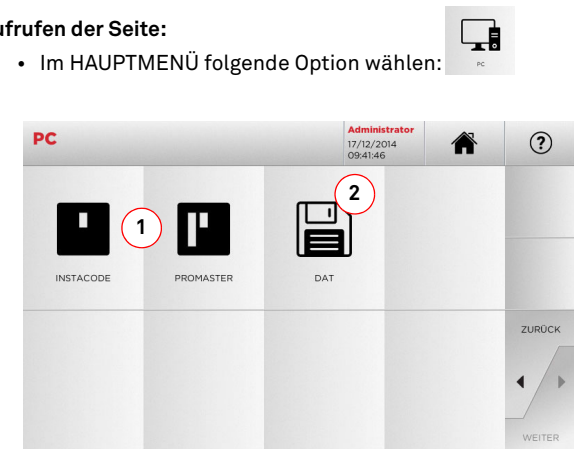 ufrufen der Seite:
• Im HAUPTMENÜ folgende Option wählen:
PC
PC
Administrator
17/12/2014
09:41:46
?
1
2
INSTACODE
PROMASTER
DAT
ZURÜCK
WEITER